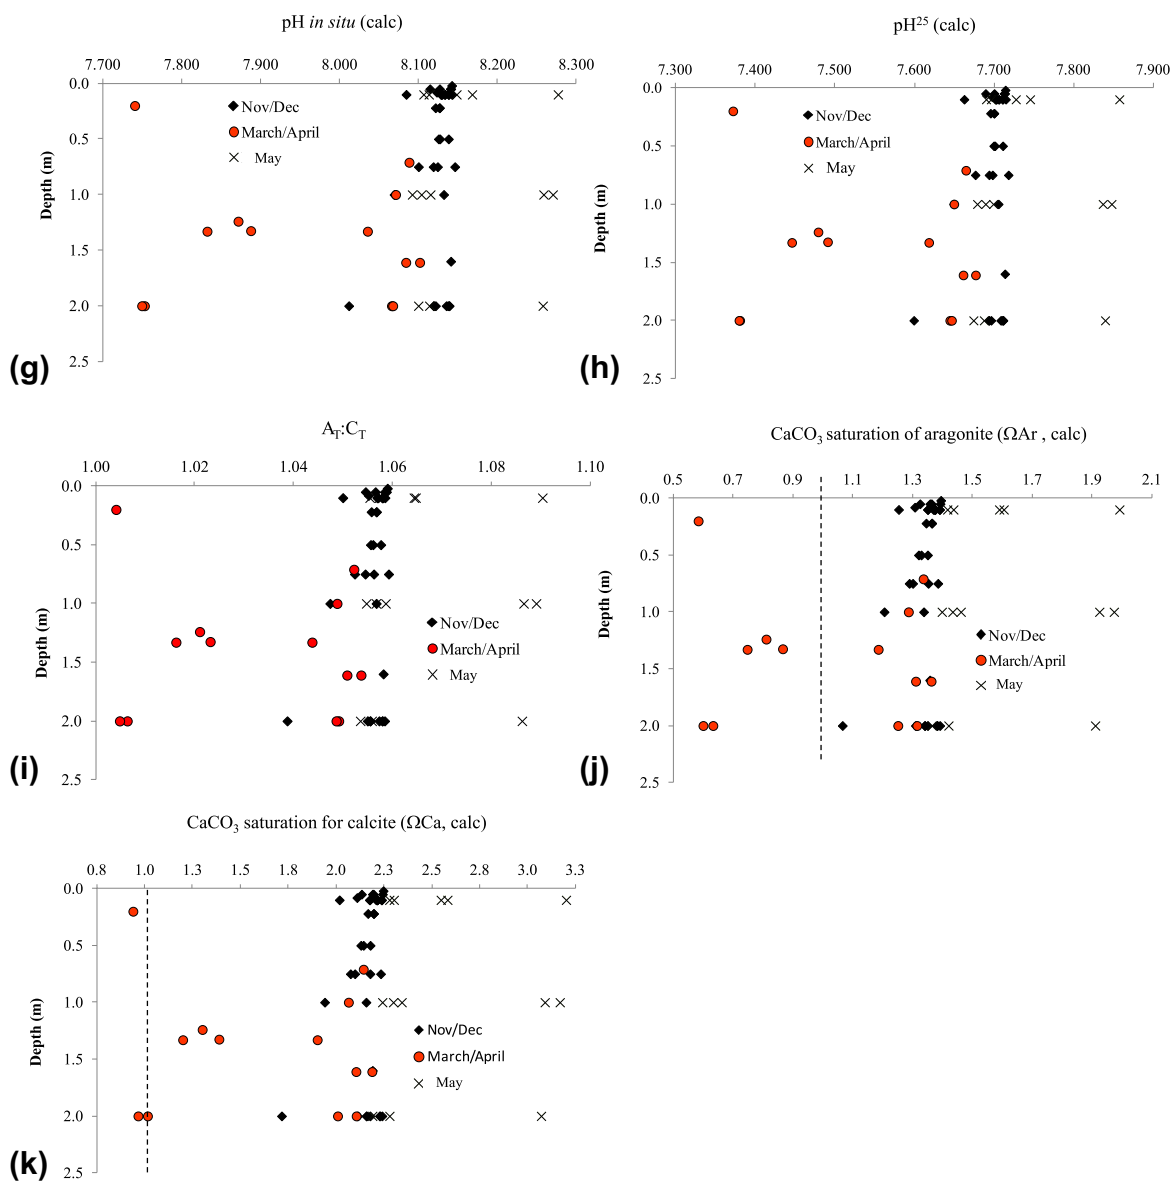 pH in situ (calc)
7.700 7.800 7.900 8.000 8.100 8.200 8.300
0.0
0.5
1.0
1.5
2.0
2.5
Depth (m)
Nov/Dec
March/April
May
(g)
pH25 (calc)
7.300 7.400 7.500 7.600 7.700 7.800 7.900
0.0
0.5
1.0
1.5
2.0
2.5
Depth (m)
Nov/Dec
March/April
May
(h)
AT:CT
1.00 1.02 1.04 1.06 1.08 1.10
0.0
0.5
1.0
1.5
2.0
2.5
Depth (m)
Nov/Dec
March/April
May
(i)
CaCO3 saturation of aragonite (ΩAr , calc)
0.5 0.7 0.9 1.1 1.3 1.5 1.7 1.9 2.1
0.0
0.5
1.0
1.5
2.0
2.5
Depth (m)
Nov/Dec
March/April
May
(j)
CaCO3 saturation for calcite (ΩCa, calc)
0.8 1.0 1.3 1.5 1.8 2.0 2.3 2.5 2.8 3.0 3.3
0.0
0.5
1.0
1.5
2.0
2.5
Depth (m)
Nov/Dec
March/April
May
(k)